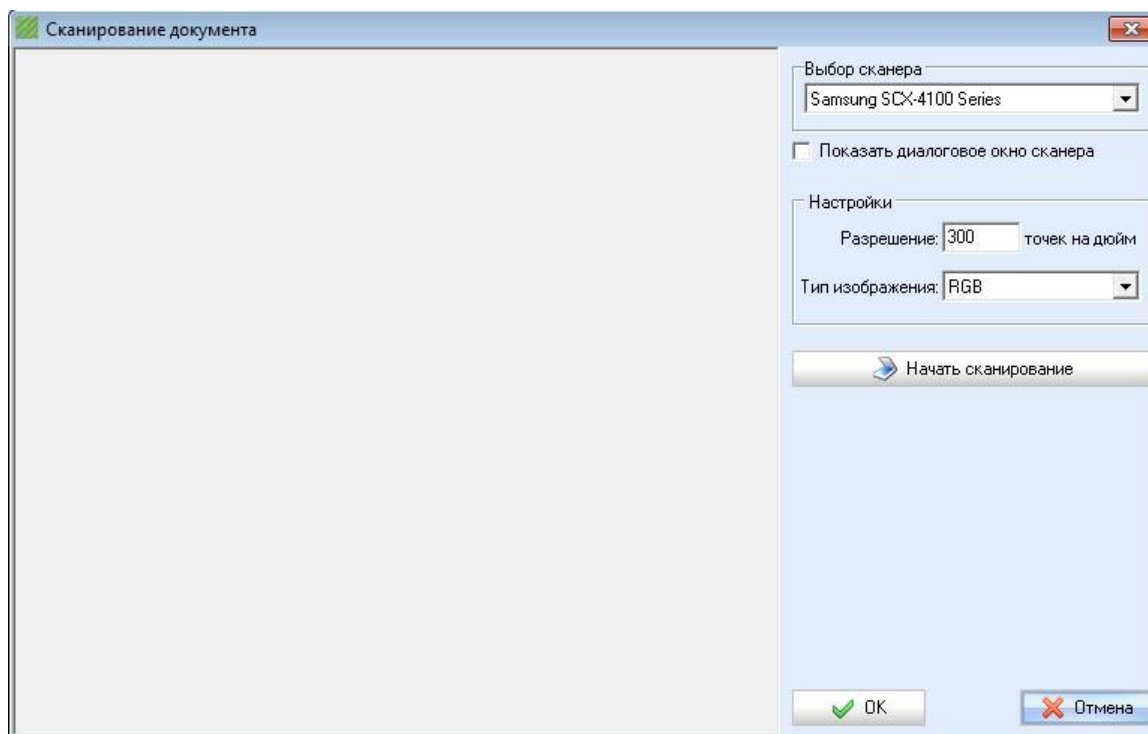 Сканирование документа
Выбор сканера
Samsung SCX-4100 Series
Показать диалоговое окно сканера
Настройки
Разрешение: 300 точек на дюйм
Тип изображения: RGB
Начать сканирование
OK
Отмена